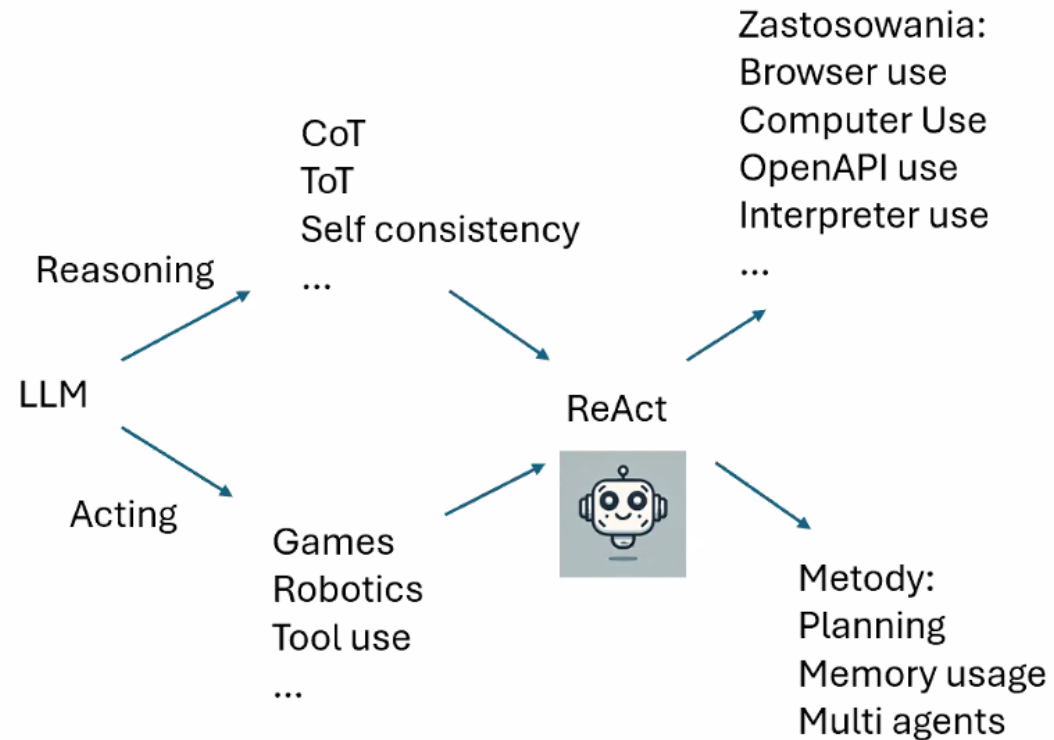 LLM
Reasoning
CoT
ToT
Self consistency
...
Acting
Games
Robotics
Tool use
...
ReAct
Zastosowania:
Browser use
Computer Use
OpenAPI use
Interpreter use
...
Metody:
Planning
Memory usage
Multi agents